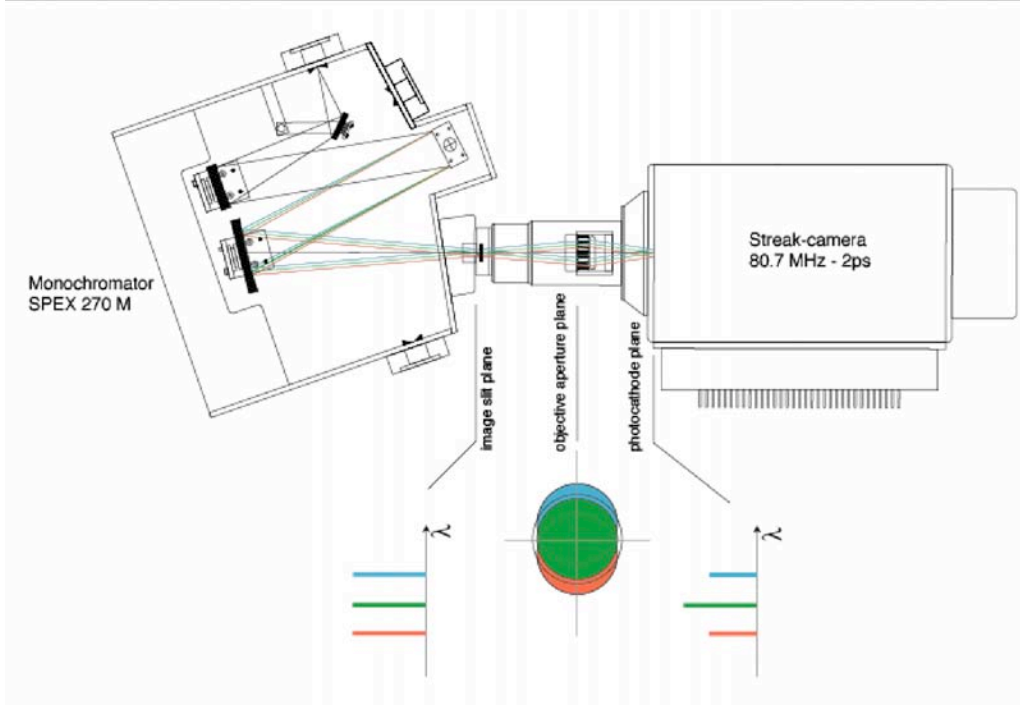 Monochromator
SPEX 270 M
Streak-camera
80.7 MHz - 2ps
image slit plane
objective aperture plane
photocathode plane
λ
λ